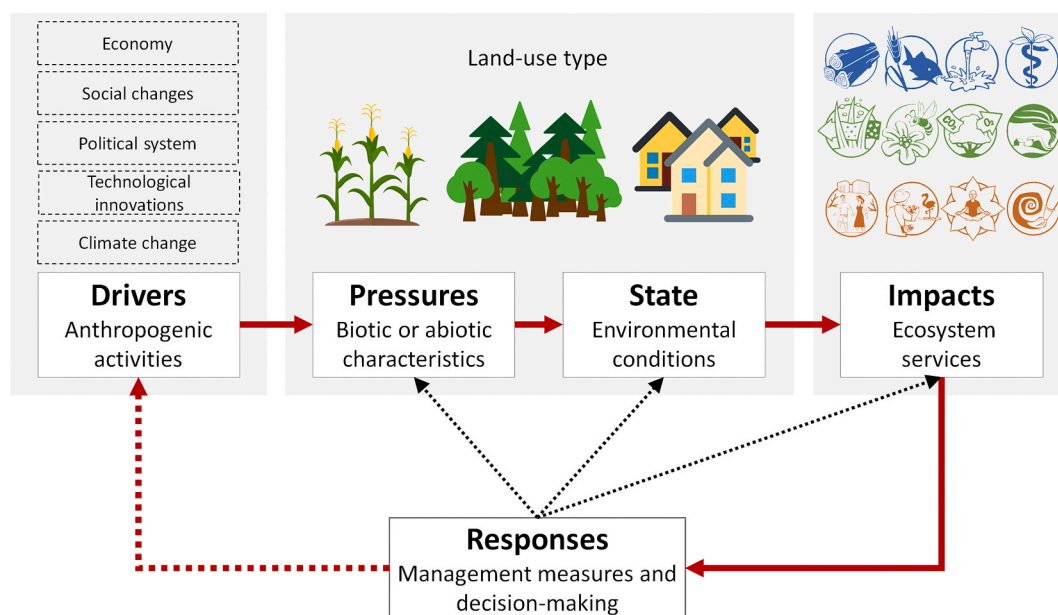 Economy
Social changes
Political system
Technological
innovations
Climate change
Land-use type
Drivers
Anthropogenic
activities
Pressures
Biotic or abiotic
characteristics
State
Environmental
conditions
Impacts
Ecosystem
services
Responses
Management measures and
decision-making